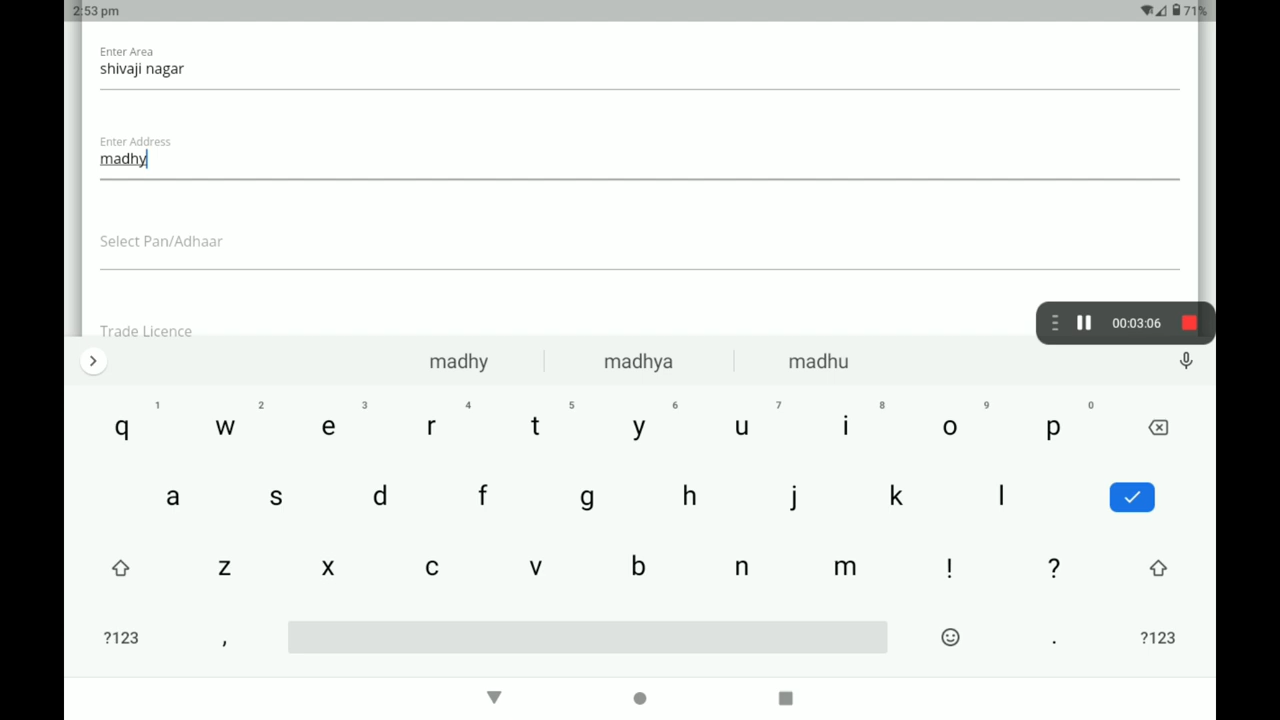 2:53 pm
71%
Enter Area
shivaji nagar
Enter Address
madhy
Select Pan/Adhaar
Trade Licence
00:03:06
madhy madhya madhu
1 2 3 4 5 6 7 8 9 0
q w e r t y u i o p
a s d f g h j k l
z x c v b n m ! ?
?123 , . ?123